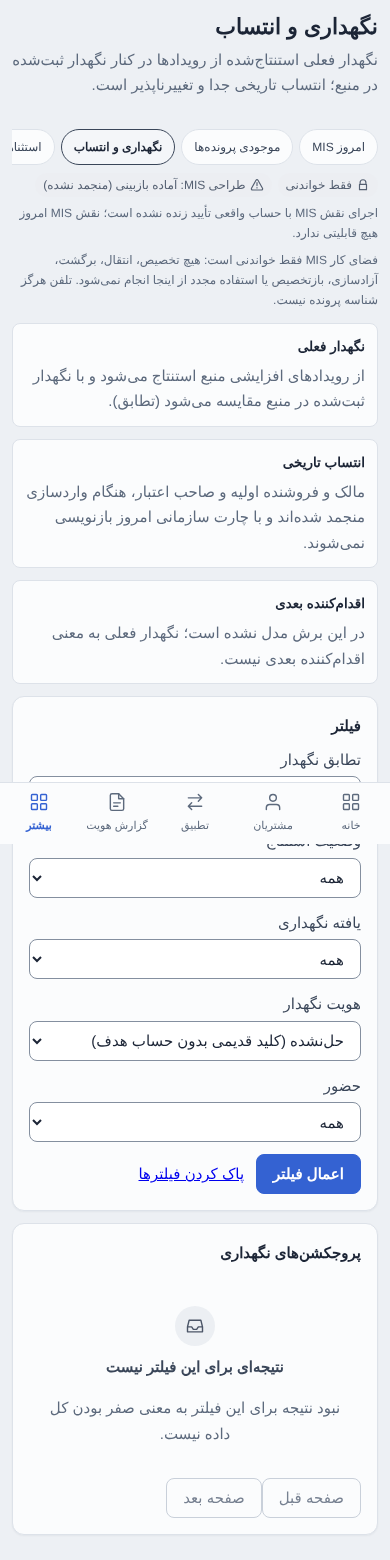 نگهداری و انتساب
نگهدار فعلی استنتاج‌شده از رویدادها در کنار نگهدار ثبت‌شده
در منبع؛ انتساب تاریخی جدا و تغییرناپذیر است.
امروز MIS
موجودی پرونده‌ها
نگهداری و انتساب
فقط خواندنی
طراحی MIS: آماده بازبینی (منجمد نشده)
اجرای نقش MIS با حساب واقعی تأیید زنده نشده است؛ نقش MIS امروز
هیچ قابلیتی ندارد.
فضای کار MIS فقط خواندنی است: هیچ تخصیص، انتقال، برگشت،
آزادسازی، بازتخصیص یا استفاده مجدد از اینجا انجام نمی‌شود. تلفن هرگز
شناسه پرونده نیست.
نگهدار فعلی
از رویدادهای افزایشی منبع استنتاج می‌شود و با نگهدار
ثبت‌شده در منبع مقایسه می‌شود (تطابق).
انتساب تاریخی
مالک و فروشنده اولیه و صاحب اعتبار، هنگام واردسازی
منجمد شده‌اند و با چارت سازمانی امروز بازنویسی
نمی‌شوند.
اقدام‌کننده بعدی
در این برش مدل نشده است؛ نگهدار فعلی به معنی
اقدام‌کننده بعدی نیست.
فیلتر
تطابق نگهدار
خانه
مشتریان
تطبیق
گزارش هویت
بیشتر
همه
یافته نگهداری
همه
هویت نگهدار
حل‌نشده (کلید قدیمی بدون حساب هدف)
حضور
همه
اعمال فیلتر
پاک کردن فیلترها
پروجکشن‌های نگهداری
نتیجه‌ای برای این فیلتر نیست
نبود نتیجه برای این فیلتر به معنی صفر بودن کل
داده نیست.
صفحه قبل
صفحه بعد